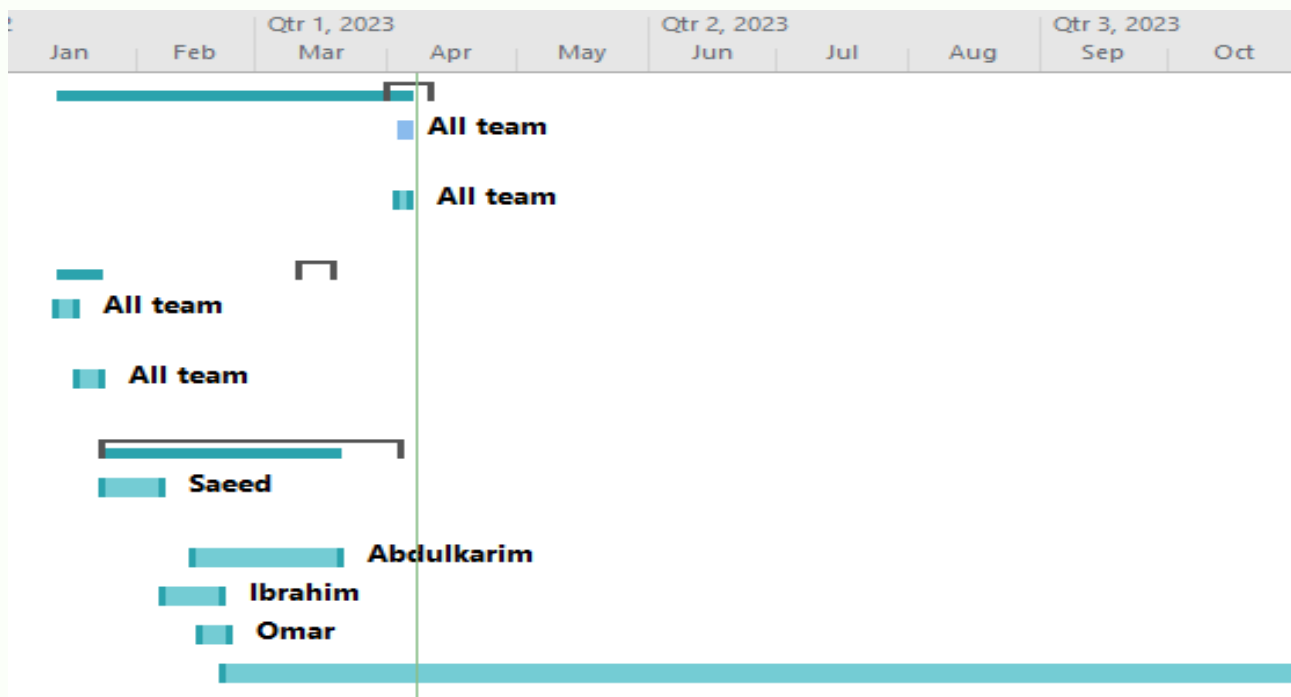 Qtr 1, 2023 Qtr 2, 2023 Qtr 3, 2023
Jan Feb Mar Apr May Jun Jul Aug Sep Oct
All team
All team
All team
All team
Saeed
Abdulkarim
Ibrahim
Omar